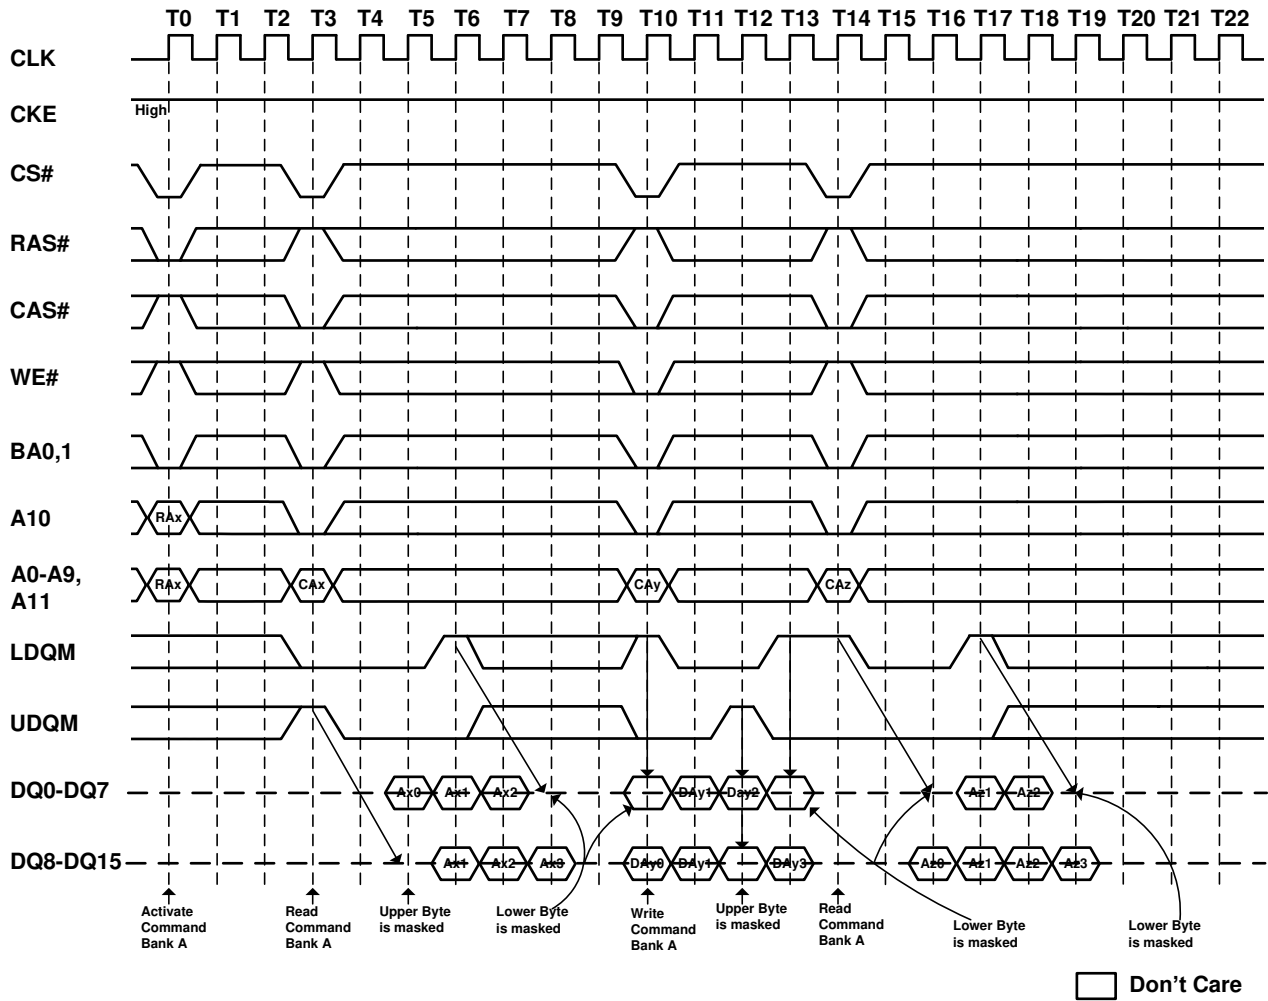 T0 T1 T2 T3 T4 T5 T6 T7 T8 T9 T10 T11 T12 T13 T14 T15 T16 T17 T18 T19 T20 T21 T22
CLK
CKE High
CS#
RAS#
CAS#
WE#
BA0,1
A10 RAx
A0-A9, A11 RAx CAx CAy CAz
LDQM
UDQM
DQ0-DQ7 Ax0 Ax1 Ax2 DAy1 Day2 Az1 Az2
DQ8-DQ15 Ax1 Ax2 Ax3 DAy0 DAy1 DAy3 Az0 Az1 Az2 Az3
Activate
Command
Bank A
Read
Command
Bank A
Upper Byte
is masked
Lower Byte
is masked
Write
Command
Bank A
Upper Byte
is masked
Read
Command
Bank A
Lower Byte
is masked
Lower Byte
is masked
Don't Care